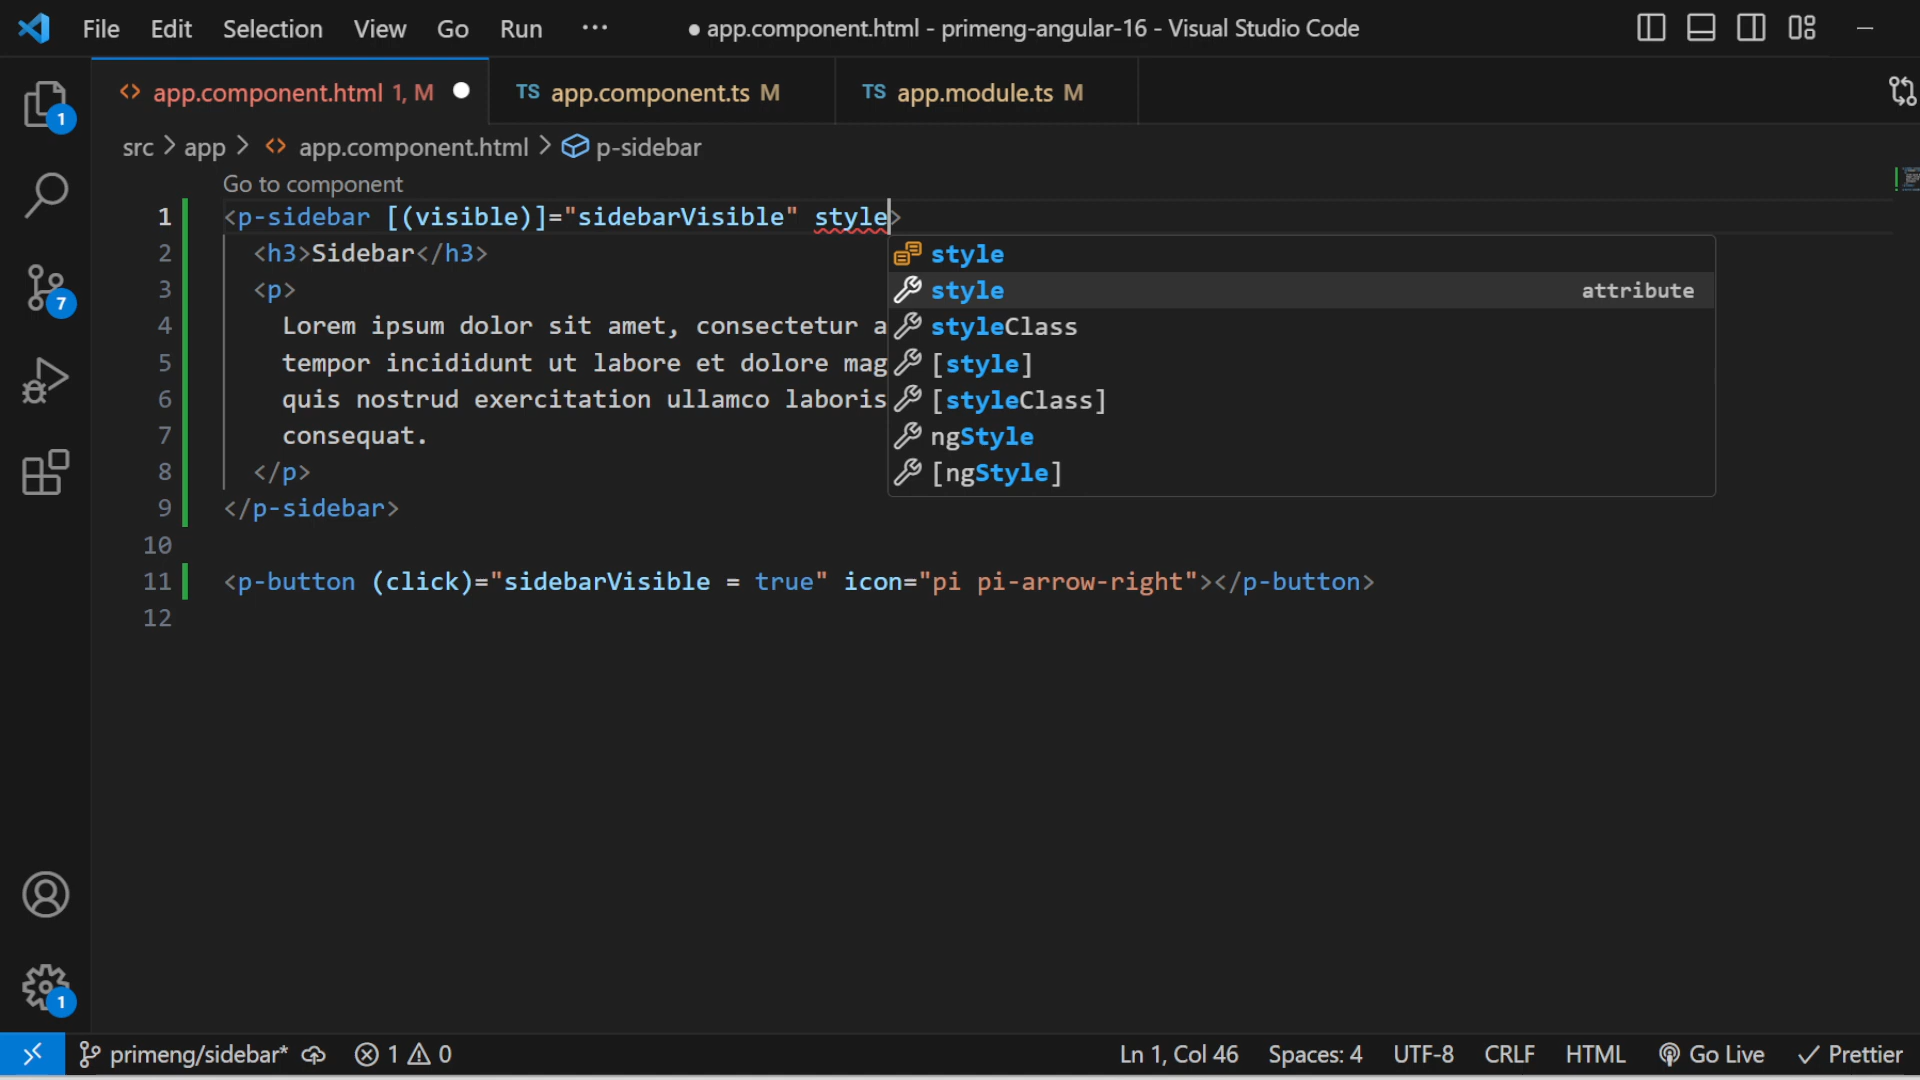 File Edit Selection View Go Run ··· ● app.component.html - primeng-angular-16 - Visual Studio Code
app.component.html 1, M TS app.component.ts M TS app.module.ts M
1
src > app > <> app.component.html > p-sidebar
Go to component
1 <p-sidebar [(visible)]="sidebarVisible" style>
2 <h3>Sidebar</h3>
style
3 <p>
style attribute
4 Lorem ipsum dolor sit amet, consectetur a
styleClass
7
5 tempor incididunt ut labore et dolore mag
[style]
6 quis nostrud exercitation ullamco laboris
[styleClass]
7 consequat.
ngStyle
8 </p>
[ngStyle]
9 </p-sidebar>
10
11 <p-button (click)="sidebarVisible = true" icon="pi pi-arrow-right"></p-button>
12
1
primeng/sidebar* 1 0 Ln 1, Col 46 Spaces: 4 UTF-8 CRLF HTML Go Live Prettier